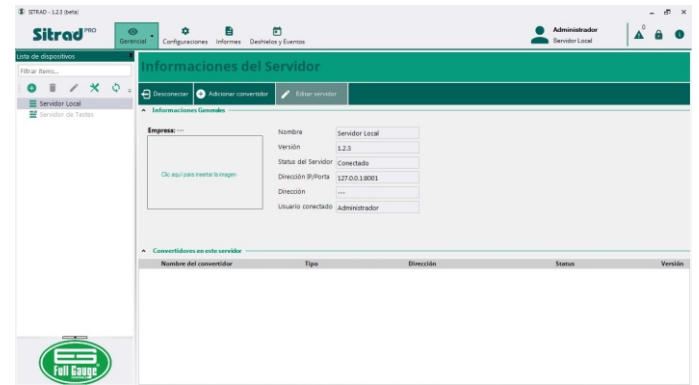 SITRAD - 1.2.3 (beta)
Sitrad PRO
Gerencial
Configuraciones
Informes
Deshielos y Eventos
Administrador
Servidor Local
0
Lista de dispositivos
Filtrar ítems...
Servidor Local
Servidor de Testes
Informaciones del Servidor
Desconectar
Adicionar convertidor
Editar servidor
Informaciones Generales
Empresa: ---
Clic aquí para insertar la imagen
Nombre Servidor Local
Versión 1.2.3
Status del Servidor Conectado
Dirección IP/Porta 127.0.0.1:8001
Dirección ---
Usuario conectado Administrador
Convertidores en este servidor
Nombre del convertidor Tipo Dirección Status Versión
Full Gauge